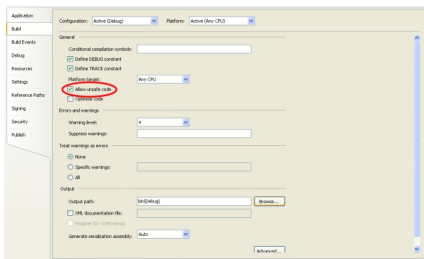 Application
Build
Build Events
Debug
Resources
Settings
Reference Paths
Signing
Security
Publish
Configuration: Active (Debug) Platform: Active (Any CPU)
General
Conditional compilation symbols:
Define DEBUG constant
Define TRACE constant
Platform target: Any CPU
Allow unsafe code
Optimize code
Errors and warnings
Warning level: 4
Suppress warnings:
Treat warnings as errors
None
Specific warnings:
All
Output
Output path: bin\Debug\ Browse...
XML documentation file:
Register for COM interop
Generate serialization assembly: Auto
Advanced...